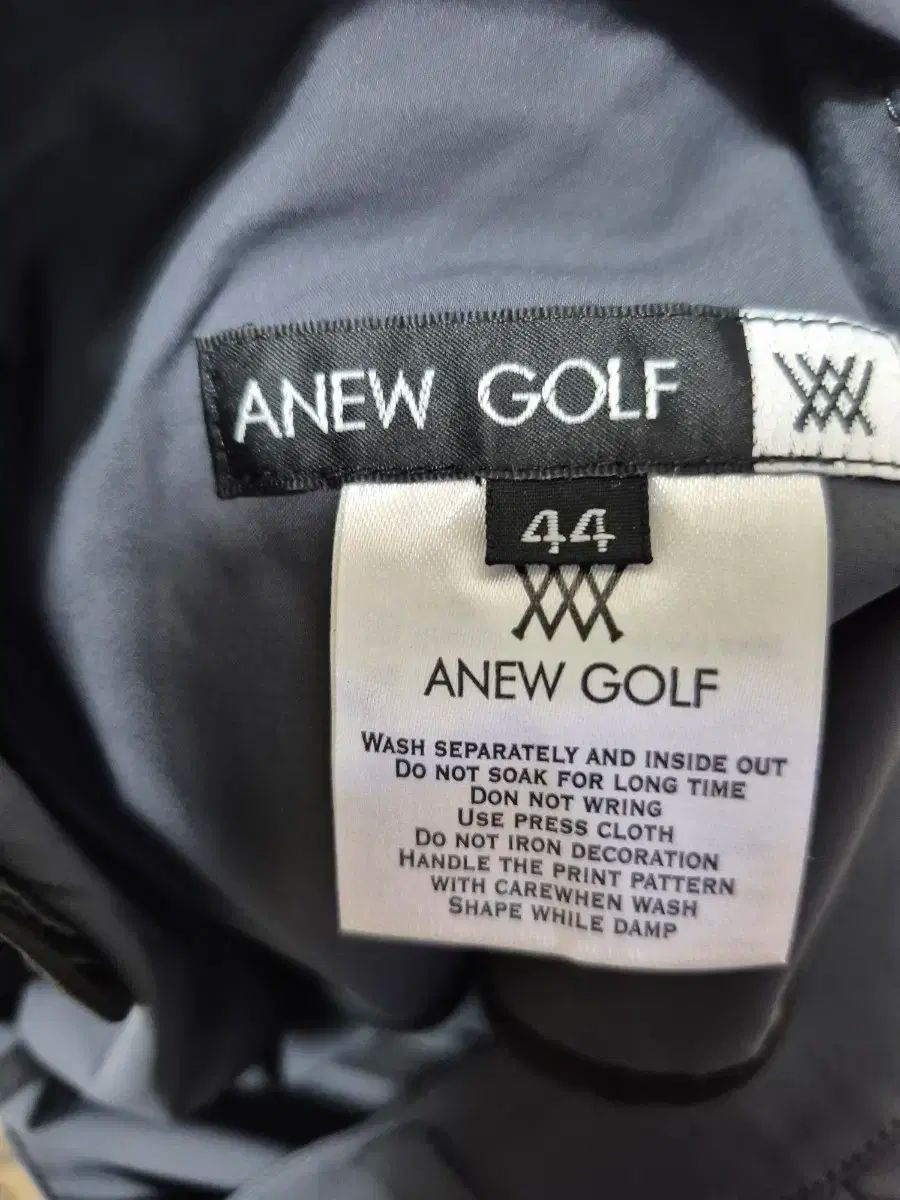 ANEW GOLF
44
ANEW GOLF
WASH SEPARATELY AND INSIDE OUT
DO NOT SOAK FOR LONG TIME
DON NOT WRING
USE PRESS CLOTH
DO NOT IRON DECORATION
HANDLE THE PRINT PATTERN
WITH CAREWHEN WASH
SHAPE WHILE DAMP